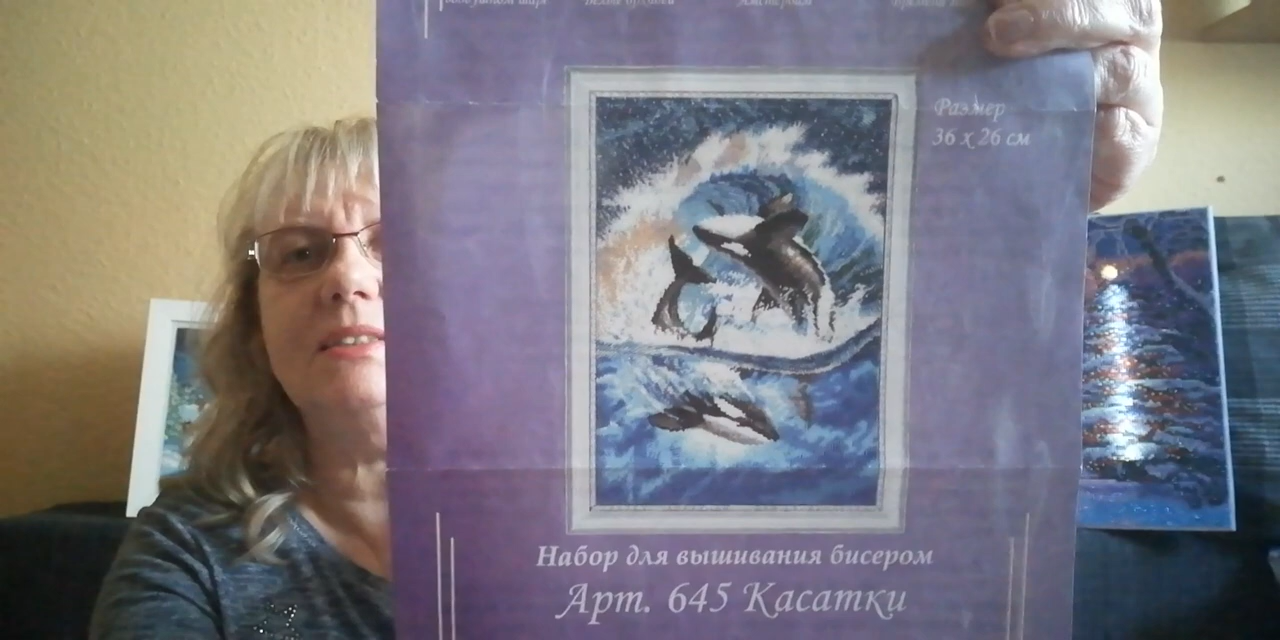 Размер
36 x 26 см
Набор для вышивания бисером
Арт. 645 Касатки